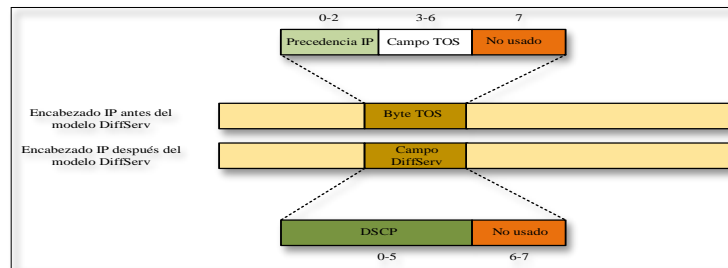 0-2 3-6 7
Precedencia IP Campo TOS No usado
Encabezado IP antes del
modelo DiffServ
Byte TOS
Encabezado IP después del
modelo DiffServ
Campo
DiffServ
DSCP No usado
0-5 6-7